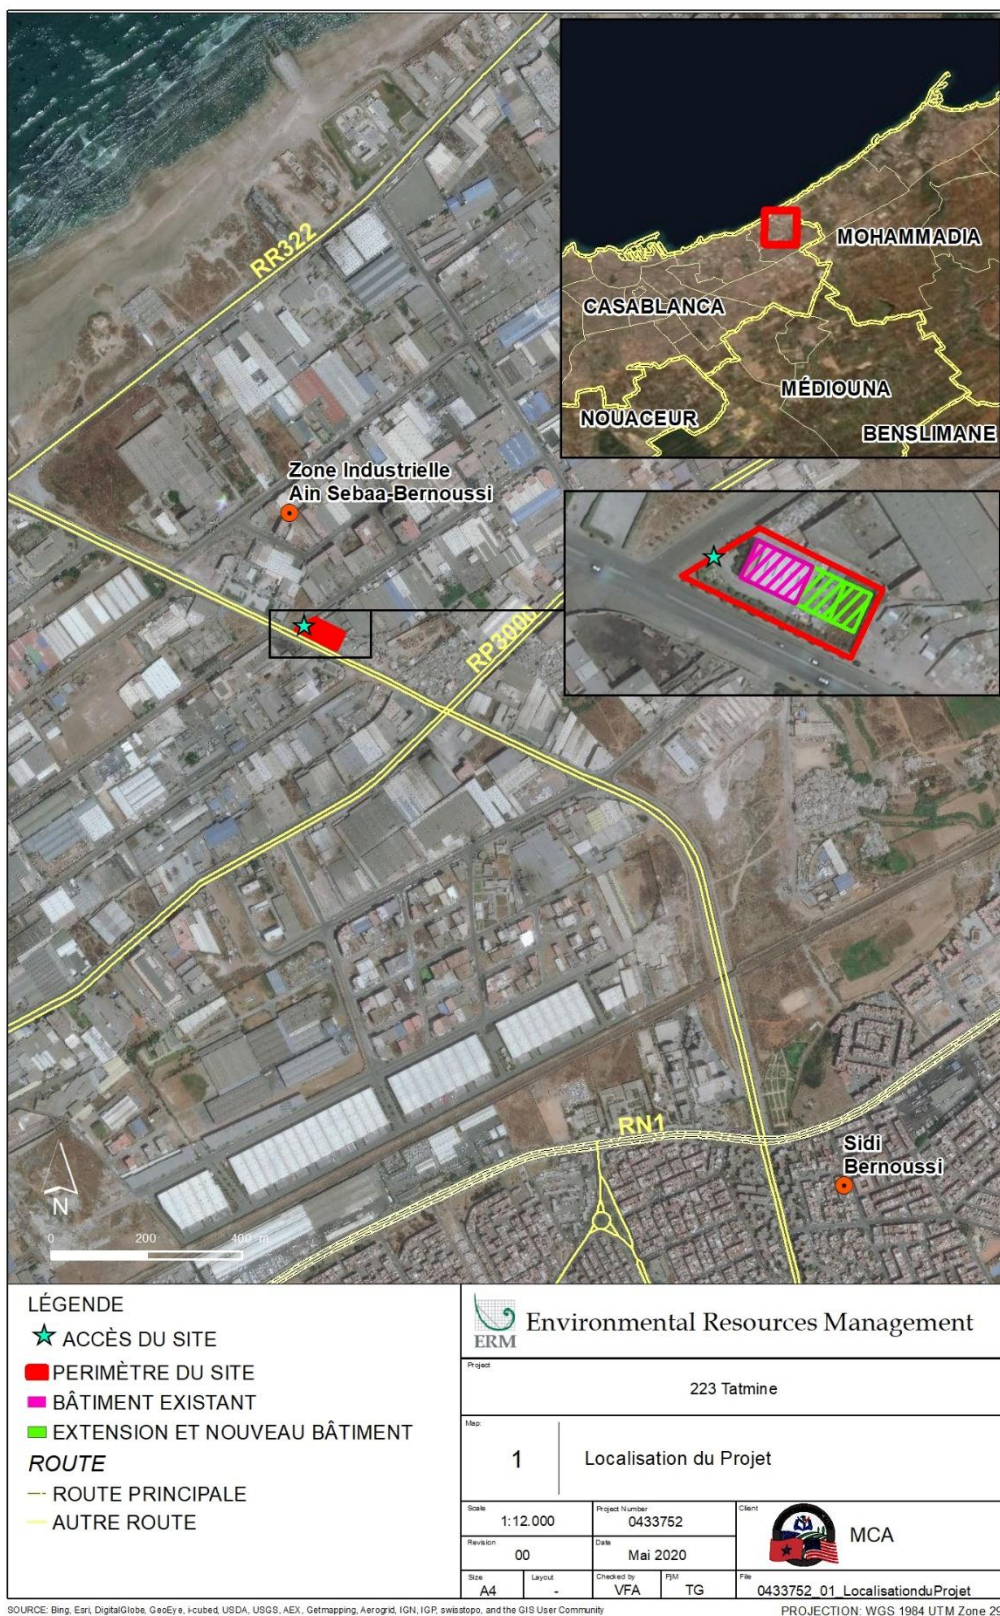 RR322
MOHAMMADIA
CASABLANCA
MÉDIOUNA
NOUACEUR
BENSLIMANE
Zone Industrielle
Ain Sebaa-Bernoussi
RP3000
RN1
Sidi
Bernoussi
N
0 200 400 m
LÉGENDE
ACCÈS DU SITE
PERIMÈTRE DU SITE
BÂTIMENT EXISTANT
EXTENSION ET NOUVEAU BÂTIMENT
ROUTE
ROUTE PRINCIPALE
AUTRE ROUTE
ERM
Environmental Resources Management
Project
223 Tatmine
Map:
1 Localisation du Projet
Scale
1:12.000
Project Number
0433752
Client
MCA
Revision
00
Date
Mai 2020
Size
A4
Layout
-
Checked by
VFA
PJM
TG
File
0433752_01_LocalisationduProjet
SOURCE: Bing, Esri, DigitalGlobe, GeoEye, i-cubed, USDA, USGS, AEX, Getmapping, Aerogrid, IGN, IGP, swisstopo, and the GIS User Community
PROJECTION: WGS 1984 UTM Zone 29